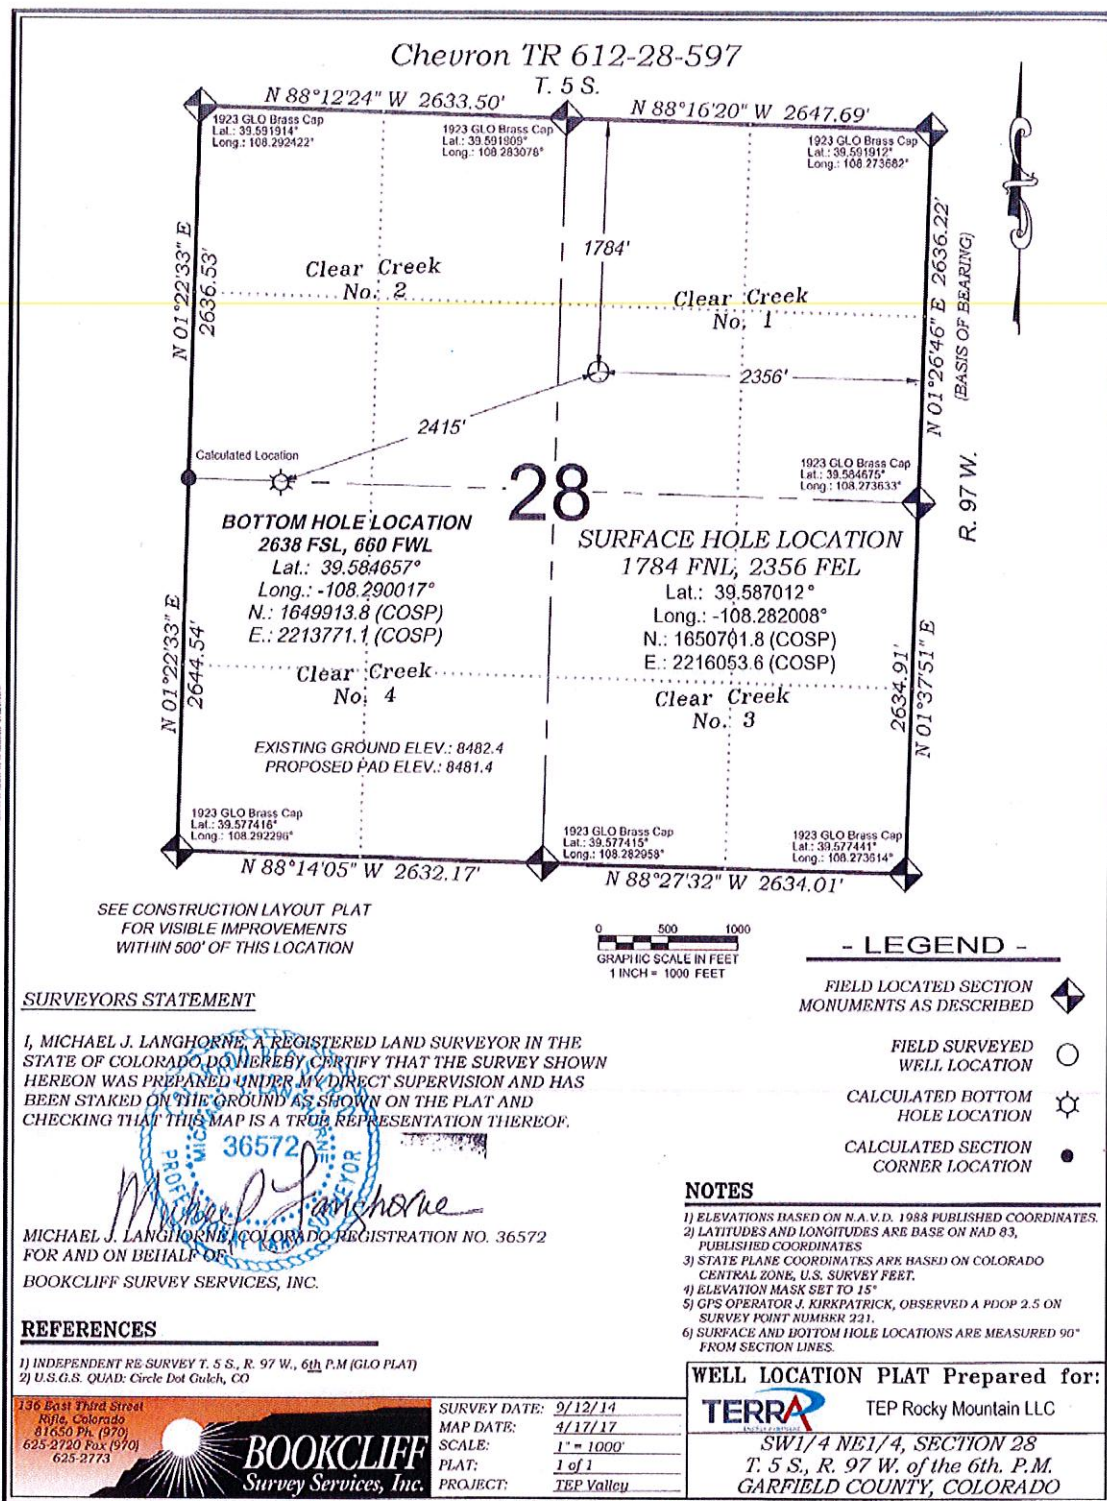 Chevron TR 612-28-597
T. 5 S.
N 88°12'24" W 2633.50'
N 88°16'20" W 2647.69'
1923 GLO Brass Cap
Lat.: 39.591914°
Long.: 108.292422°
1923 GLO Brass Cap
Lat.: 39.591909°
Long.: 108.283078°
1923 GLO Brass Cap
Lat.: 39.591912°
Long.: 108.273682°
N 01°22'33" E
2636.53'
1784'
N 01°26'46" E 2636.22'
(BASIS OF BEARING)
Clear Creek
No. 2
Clear Creek
No. 1
2356'
2415'
Calculated Location
1923 GLO Brass Cap
Lat.: 39.584675°
Long.: 108.273633°
R. 97 W.
28
BOTTOM HOLE LOCATION
2638 FSL, 660 FWL
Lat.: 39.584657°
Long.: -108.290017°
N.: 1649913.8 (COSP)
E.: 2213771.1 (COSP)
SURFACE HOLE LOCATION
1784 FNL, 2356 FEL
Lat.: 39.587012°
Long.: -108.282008°
N.: 1650701.8 (COSP)
E.: 2216053.6 (COSP)
N 01°22'33" E
2644.54'
2634.91'
N 01°37'51" E
Clear Creek
No. 4
Clear Creek
No. 3
EXISTING GROUND ELEV.: 8482.4
PROPOSED PAD ELEV.: 8481.4
1923 GLO Brass Cap
Lat.: 39.577416°
Long.: 108.292296°
1923 GLO Brass Cap
Lat.: 39.577415°
Long.: 108.282958°
1923 GLO Brass Cap
Lat.: 39.577441°
Long.: 108.273614°
N 88°14'05" W 2632.17'
N 88°27'32" W 2634.01'
SEE CONSTRUCTION LAYOUT PLAT
FOR VISIBLE IMPROVEMENTS
WITHIN 500' OF THIS LOCATION
0 500 1000
GRAPHIC SCALE IN FEET
1 INCH = 1000 FEET
- LEGEND -
FIELD LOCATED SECTION
MONUMENTS AS DESCRIBED
FIELD SURVEYED
WELL LOCATION
CALCULATED BOTTOM
HOLE LOCATION
CALCULATED SECTION
CORNER LOCATION
SURVEYORS STATEMENT
I, MICHAEL J. LANGHORNE, A REGISTERED LAND SURVEYOR IN THE
STATE OF COLORADO DO HEREBY CERTIFY THAT THE SURVEY SHOWN
HEREON WAS PREPARED UNDER MY DIRECT SUPERVISION AND HAS
BEEN STAKED ON THE GROUND AS SHOWN ON THE PLAT AND
CHECKING THAT THIS MAP IS A TRUE REPRESENTATION THEREOF.
COLORADO REGISTERED
MICHAEL J. LANGHORNE
36572
PROFESSIONAL LAND SURVEYOR
Michael J Langhorne
MICHAEL J. LANGHORNE, COLORADO REGISTRATION NO. 36572
FOR AND ON BEHALF OF
BOOKCLIFF SURVEY SERVICES, INC.
REFERENCES
1) INDEPENDENT RE SURVEY T. 5 S., R. 97 W., 6th P.M (GLO PLAT)
2) U.S.G.S. QUAD: Circle Dot Gulch, CO
NOTES
1) ELEVATIONS BASED ON N.A.V.D. 1988 PUBLISHED COORDINATES.
2) LATITUDES AND LONGITUDES ARE BASE ON NAD 83,
PUBLISHED COORDINATES
3) STATE PLANE COORDINATES ARE BASED ON COLORADO
CENTRAL ZONE, U.S. SURVEY FEET.
4) ELEVATION MASK SET TO 15°
5) GPS OPERATOR J. KIRKPATRICK, OBSERVED A PDOP 2.5 ON
SURVEY POINT NUMBER 221.
6) SURFACE AND BOTTOM HOLE LOCATIONS ARE MEASURED 90°
FROM SECTION LINES.
136 East Third Street
Rifle, Colorado
81650 Ph. (970)
625-2720 Fax (970)
625-2773
BOOKCLIFF
Survey Services, Inc.
SURVEY DATE: 9/12/14
MAP DATE: 4/17/17
SCALE: 1" = 1000'
PLAT: 1 of 1
PROJECT: TEP Valley
WELL LOCATION PLAT Prepared for:
TERRA
TEP Rocky Mountain LLC
SW1/4 NE1/4, SECTION 28
T. 5 S., R. 97 W. of the 6th. P.M.
GARFIELD COUNTY, COLORADO